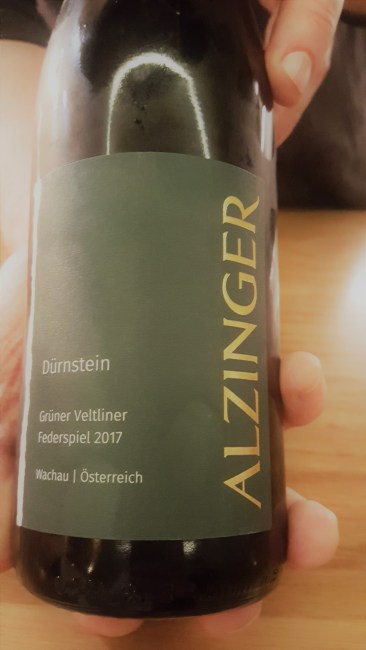 Dürnstein
Grüner Veltliner
Federspiel 2017
Wachau | Österreich
ALZINGER